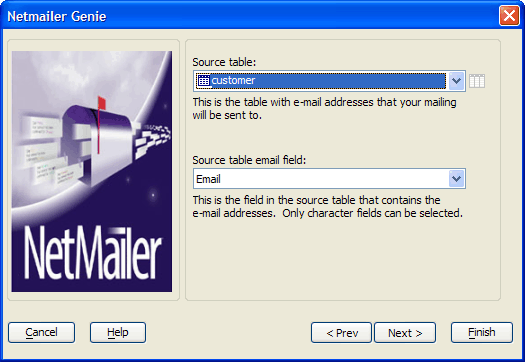 Netmailer Genie
NetMailer
Source table:
customer
This is the table with e-mail addresses that your mailing
will be sent to.
Source table email field:
Email
This is the field in the source table that contains the
e-mail addresses.  Only character fields can be selected.
Cancel
Help
< Prev
Next >
Finish